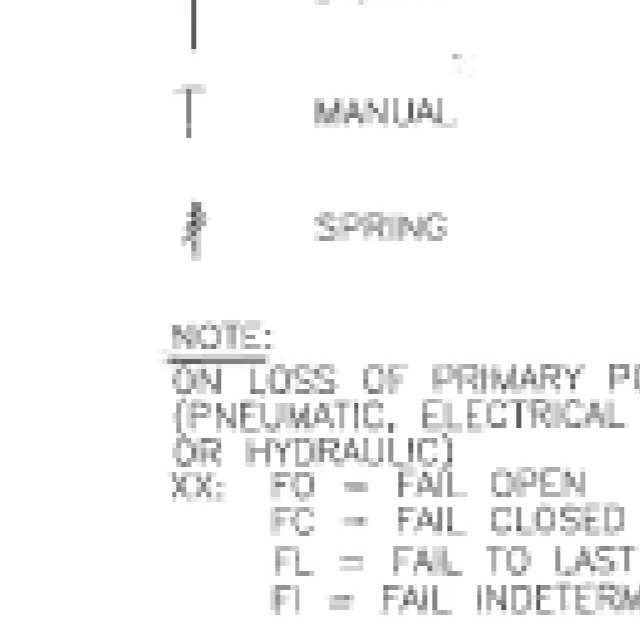 MANUAL
SPRING
NOTE:
ON LOSS OF PRIMARY
(PNEUMATIC, ELECTRICAL
OR HYDRAULIC)
XX: FO - FAIL OPEN
FC - FAIL CLOSED
FL = FAIL TO LAST
FI = FAIL